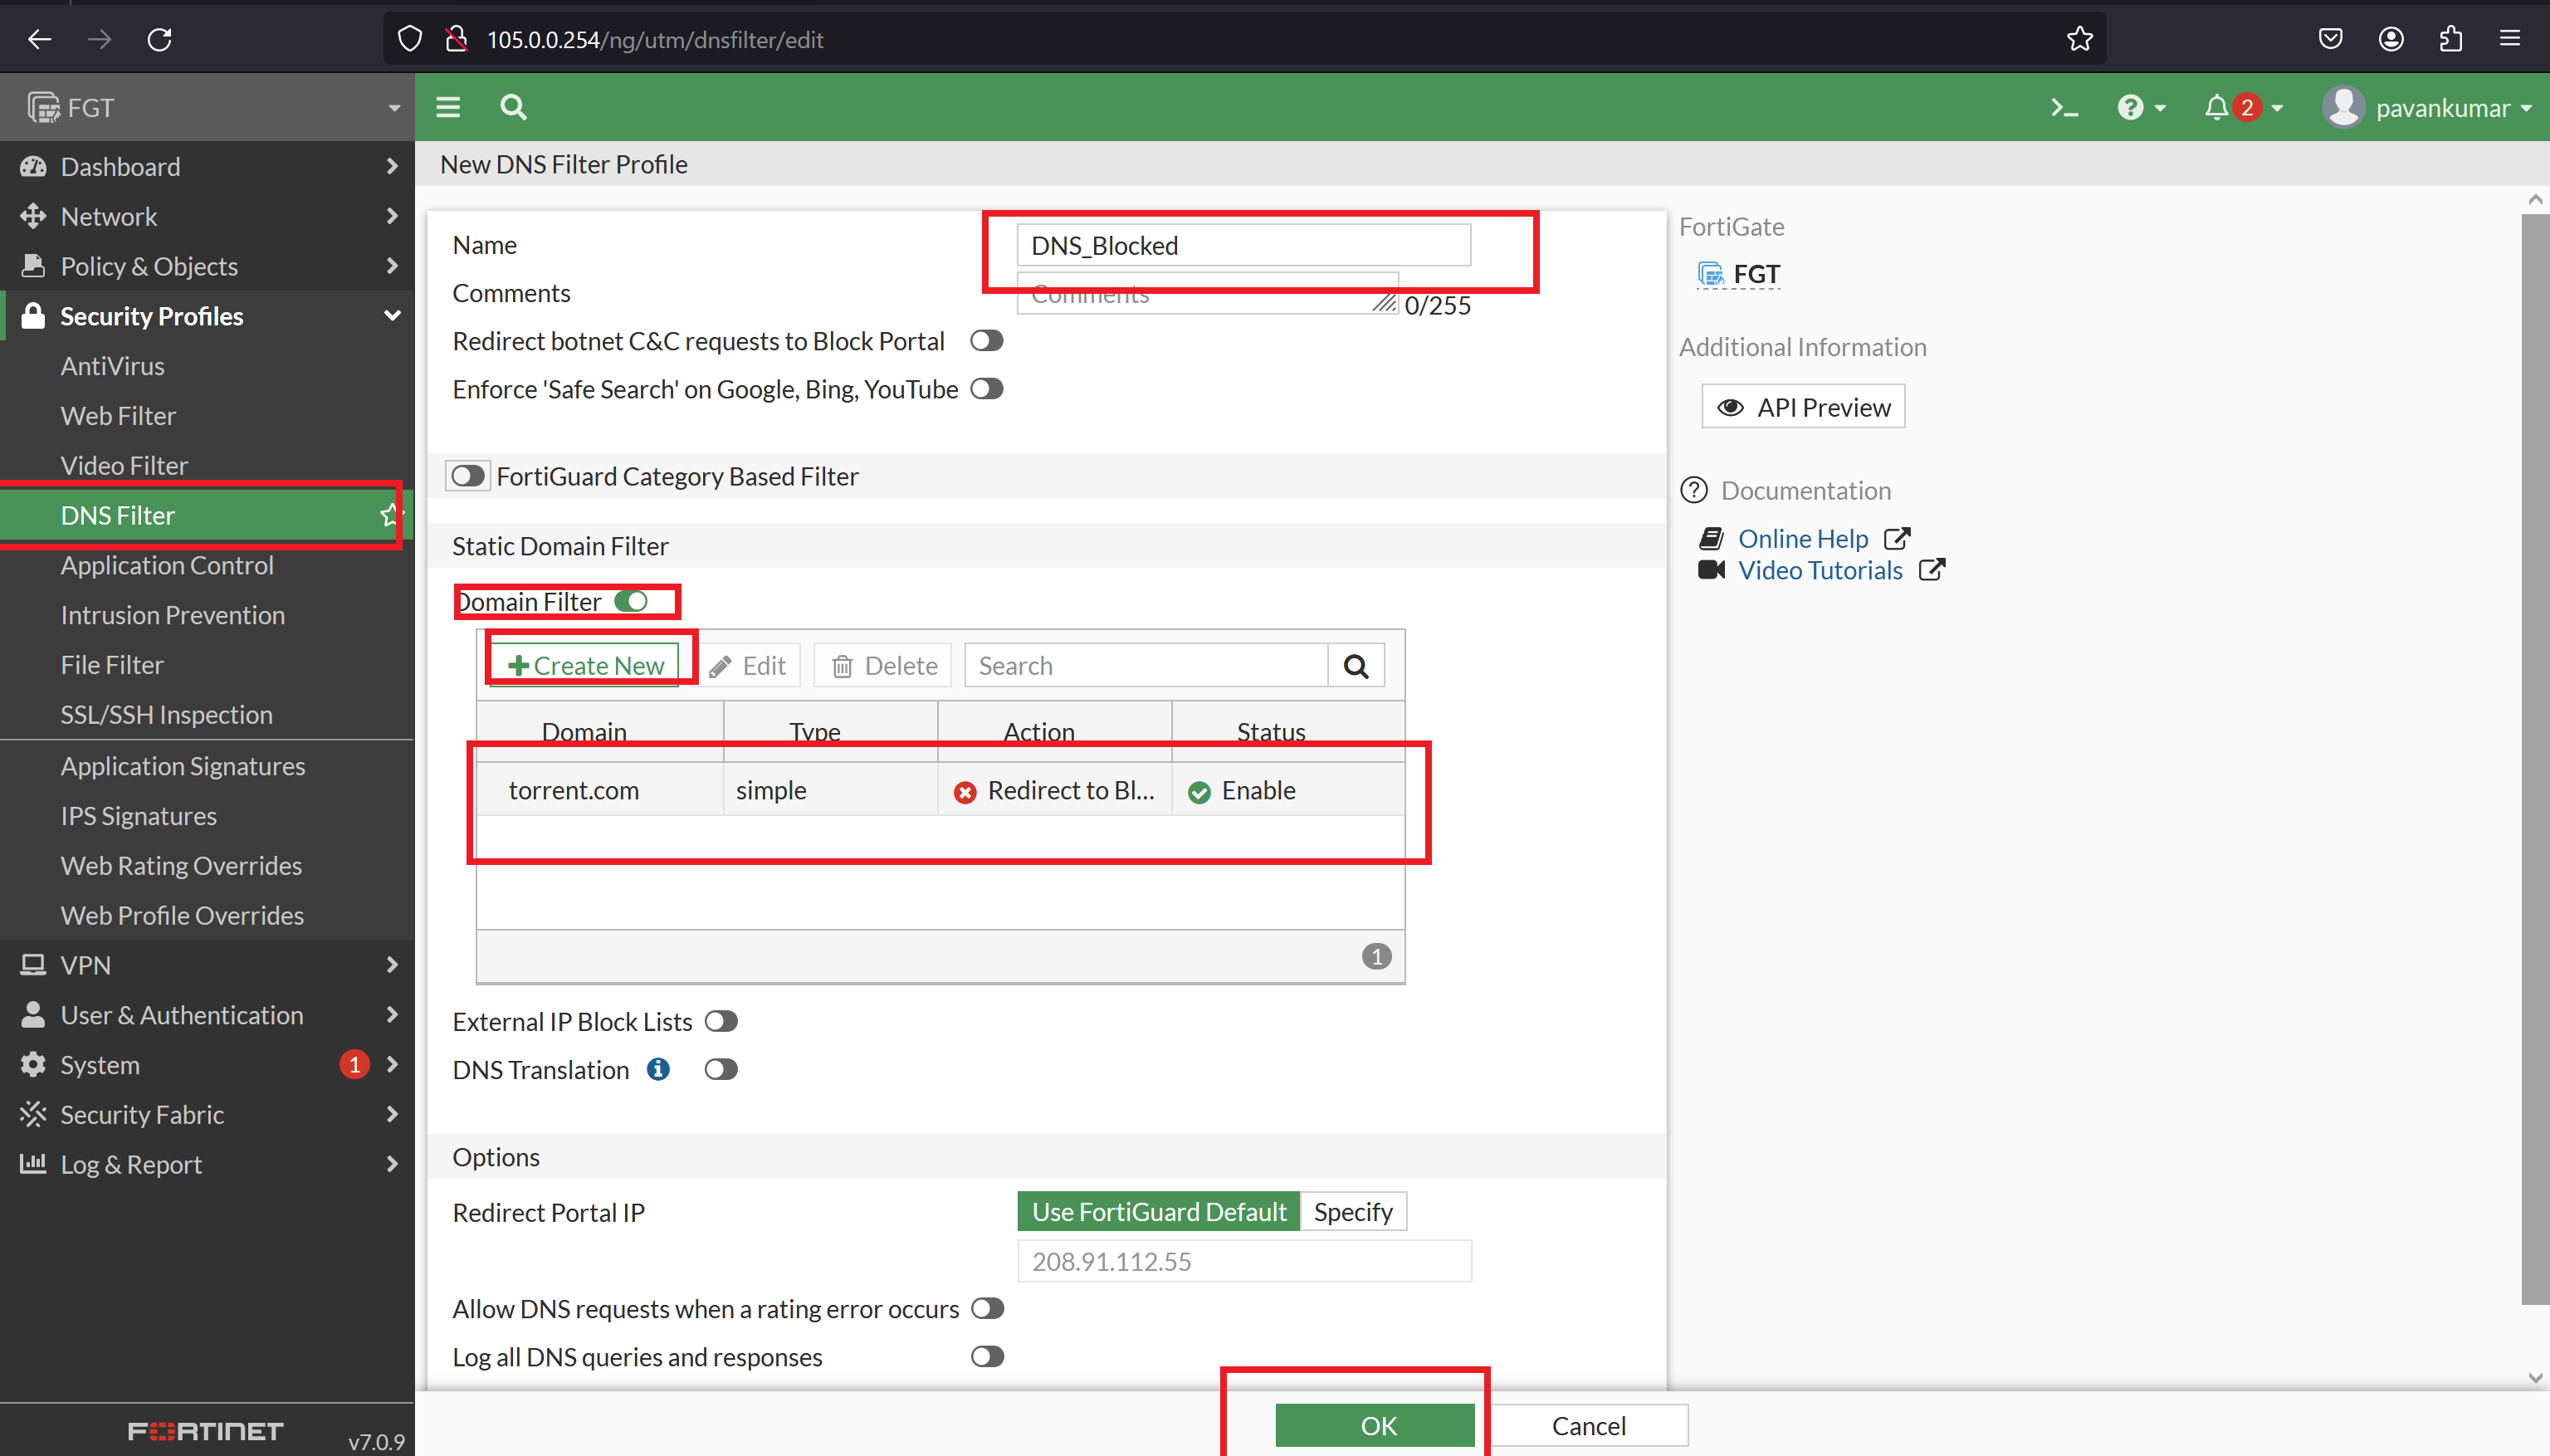 105.0.0.254/ng/utm/dnsfilter/edit
FGT
2
pavankumar
Dashboard
Network
Policy & Objects
Security Profiles
AntiVirus
Web Filter
Video Filter
DNS Filter
Application Control
Intrusion Prevention
File Filter
SSL/SSH Inspection
Application Signatures
IPS Signatures
Web Rating Overrides
Web Profile Overrides
VPN
User & Authentication
System 1
Security Fabric
Log & Report
FORTINET v7.0.9
New DNS Filter Profile
Name DNS_Blocked
Comments Comments 0/255
Redirect botnet C&C requests to Block Portal
Enforce 'Safe Search' on Google, Bing, YouTube
FortiGuard Category Based Filter
Static Domain Filter
Domain Filter
Create New Edit Delete Search
Domain Type Action Status
torrent.com simple Redirect to Bl... Enable
1
External IP Block Lists
DNS Translation
Options
Redirect Portal IP Use FortiGuard Default Specify
208.91.112.55
Allow DNS requests when a rating error occurs
Log all DNS queries and responses
OK Cancel
FortiGate
FGT
Additional Information
API Preview
Documentation
Online Help
Video Tutorials